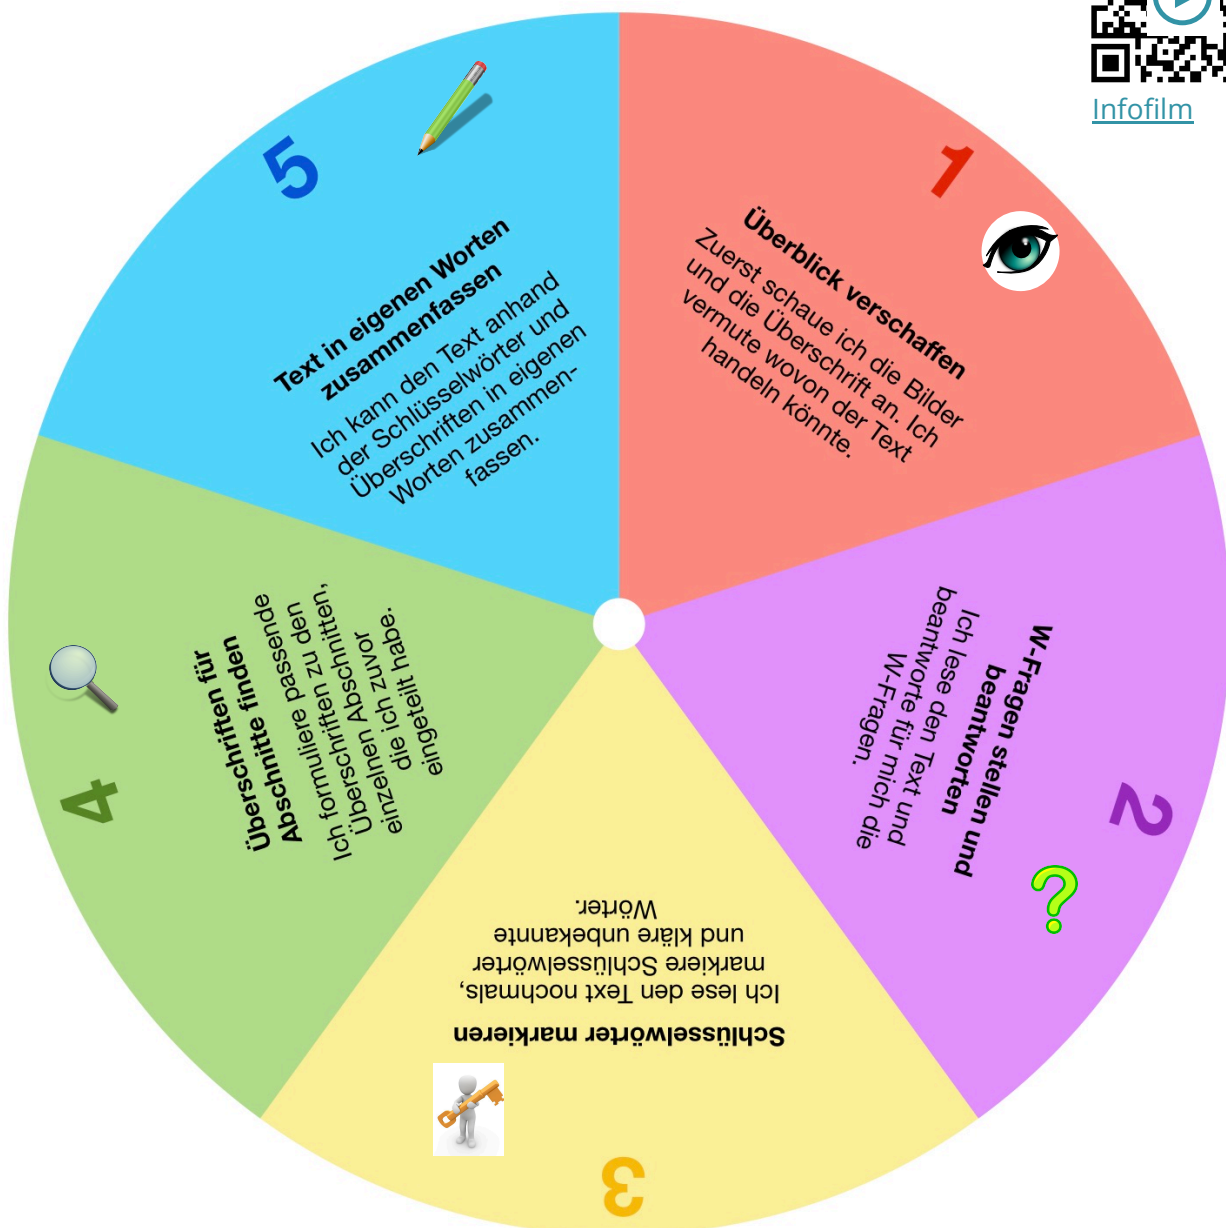 Infofilm
1
Überblick verschaffen
Zuerst schaue ich die Bilder
und die Überschrift an. Ich
vermute wovon der Text
handeln könnte.
2
W-Fragen stellen und
beantworten
Ich lese den Text und
beantworte für mich die
W-Fragen.
3
Schlüsselwörter markieren
Ich lese den Text nochmals,
markiere Schlüsselwörter
und kläre unbekannte
Wörter.
4
Überschriften für
Abschnitte finden
Ich formuliere passende
Überschriften zu den
einzelnen Abschnitten,
die ich zuvor
eingeteilt habe.
5
Text in eigenen Worten
zusammenfassen
Ich kann den Text anhand
der Schlüsselwörter und
Überschriften in eigenen
Worten zusammen-
fassen.